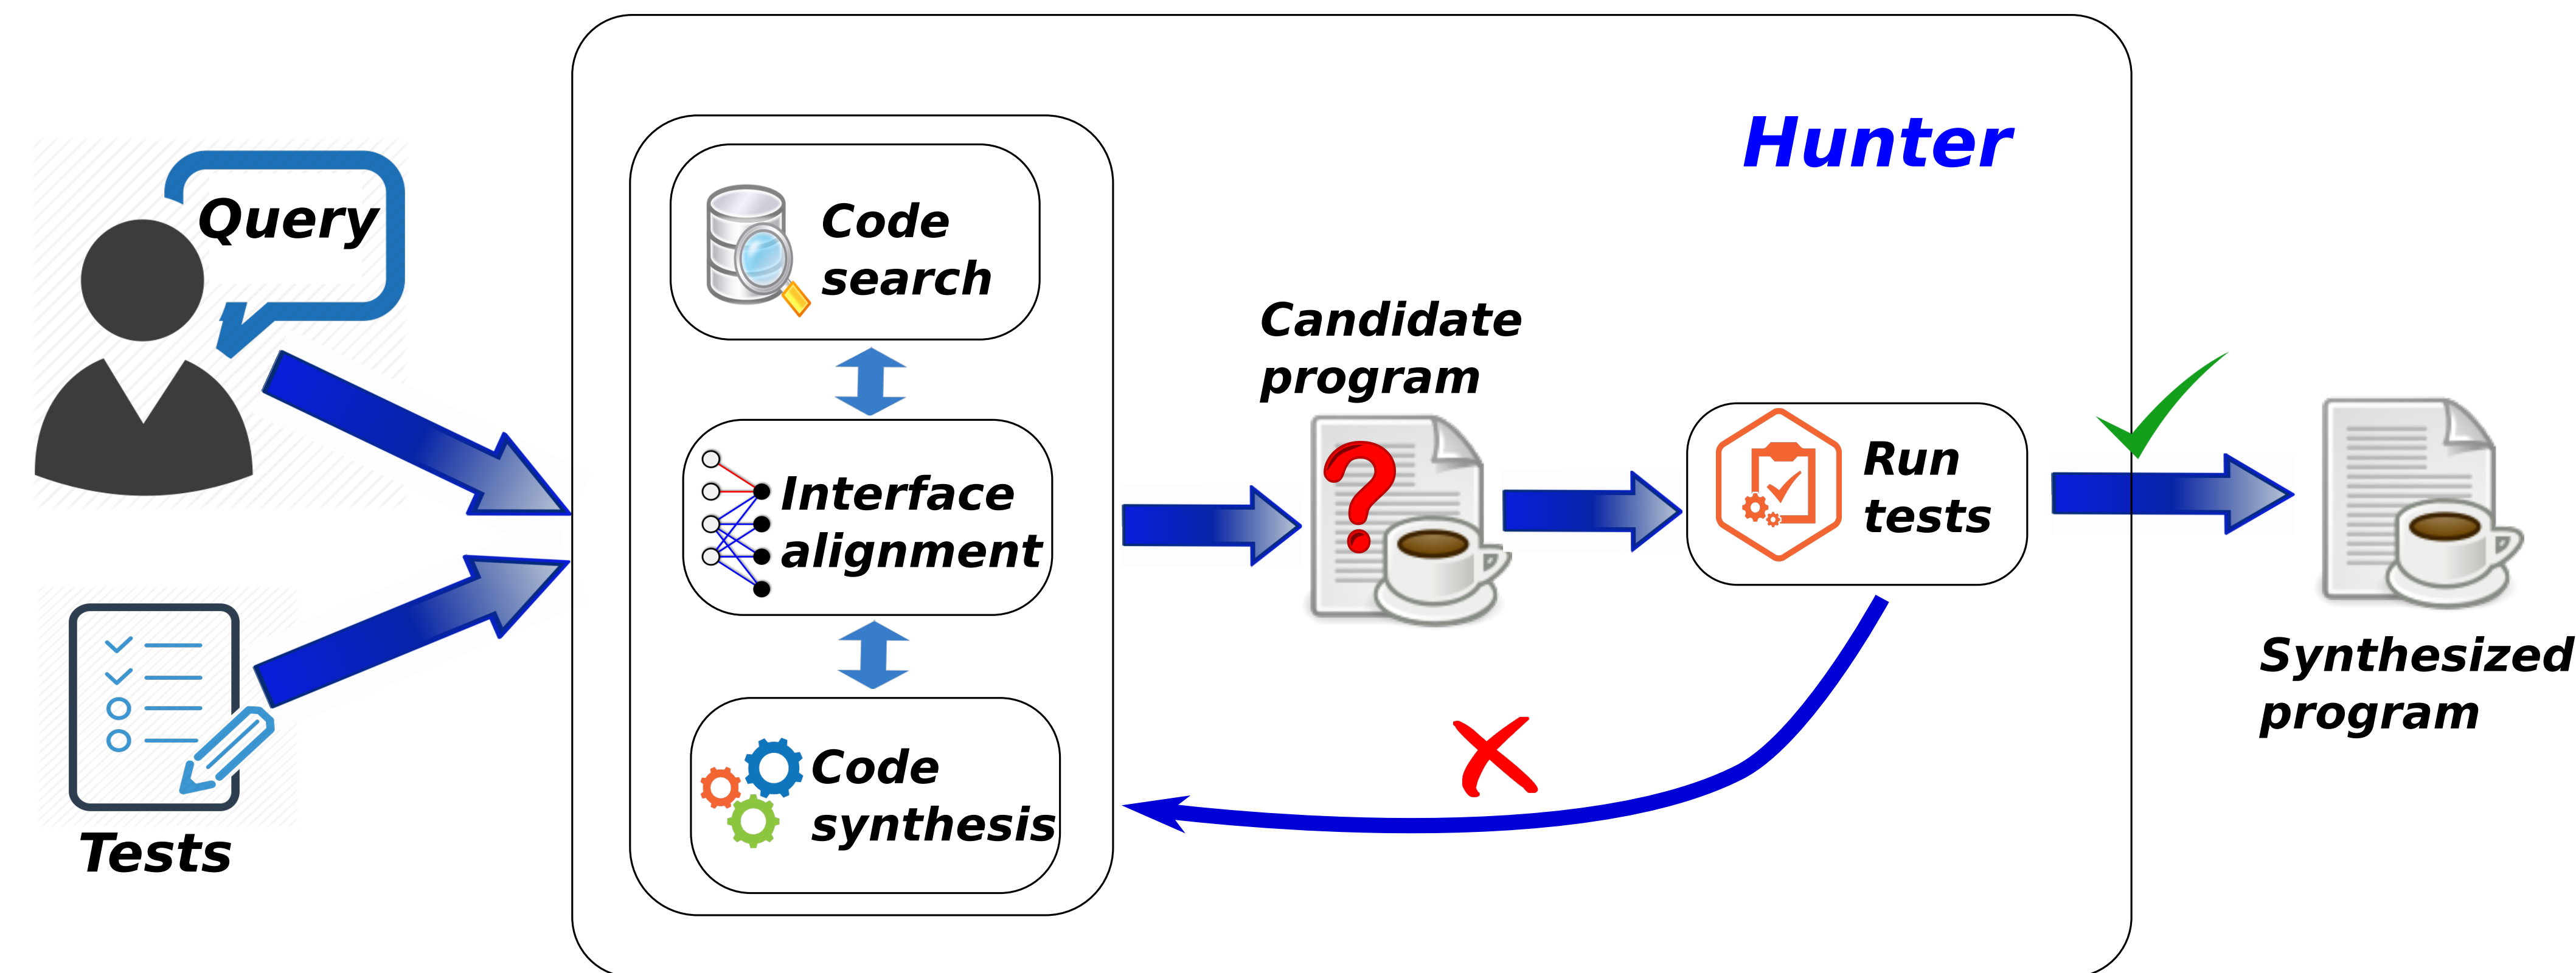 Query
Tests
Hunter
Code
search
Interface
alignment
Code
synthesis
Candidate
program
Run
tests
Synthesized
program